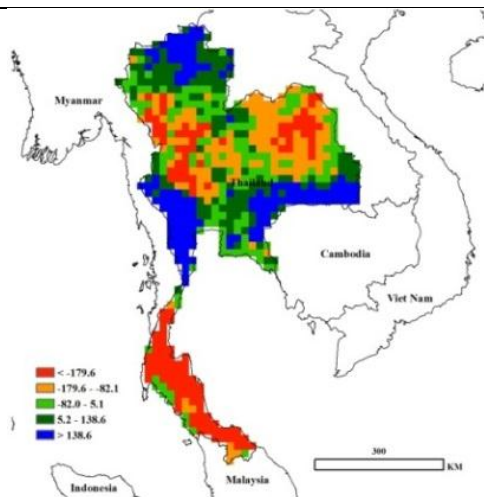 Myanmar
Thailand
Cambodia
Viet Nam
< -179.6
-179.6 - -82.1
-82.0 - 5.1
5.2 - 138.6
> 138.6
300
KM
Malaysia
Indonesia